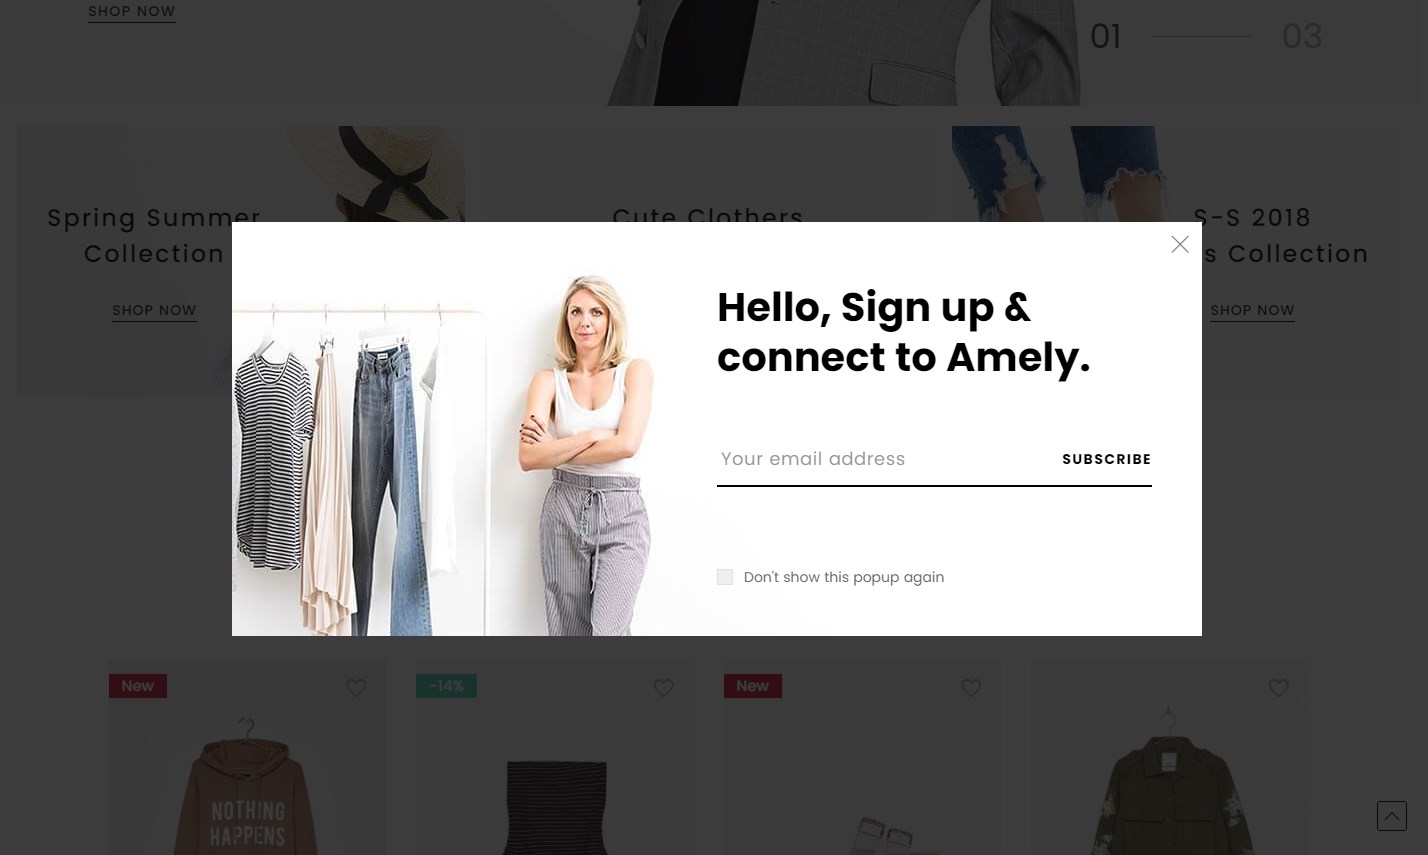 SHOP NOW
01
03
Spring Summer
Collection
SHOP NOW
Cute Clothers
S-S 2018
s Collection
SHOP NOW
Hello, Sign up &
connect to Amely.
Your email address
SUBSCRIBE
Don't show this popup again
New
-14%
New
NOTHING
HAPPENS